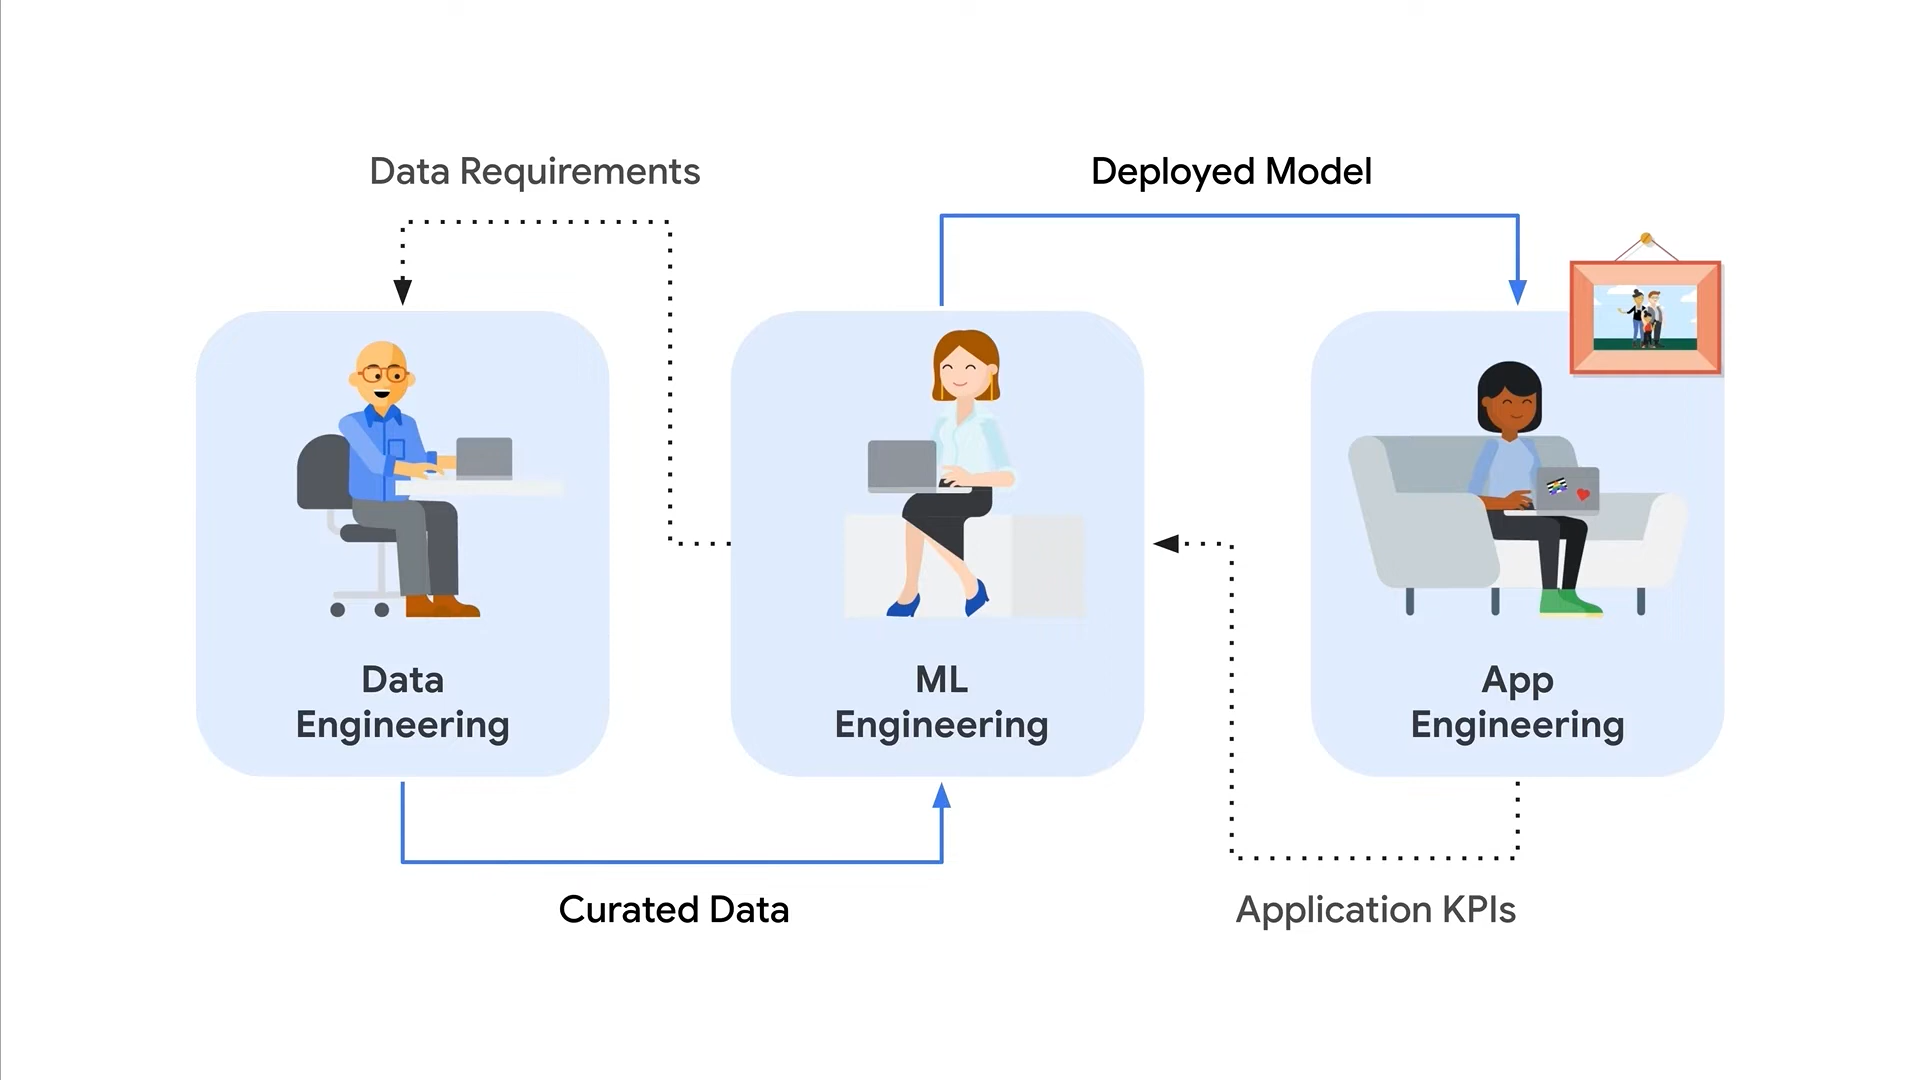 Data Requirements
Deployed Model
Data
Engineering
ML
Engineering
App
Engineering
Curated Data
Application KPIs